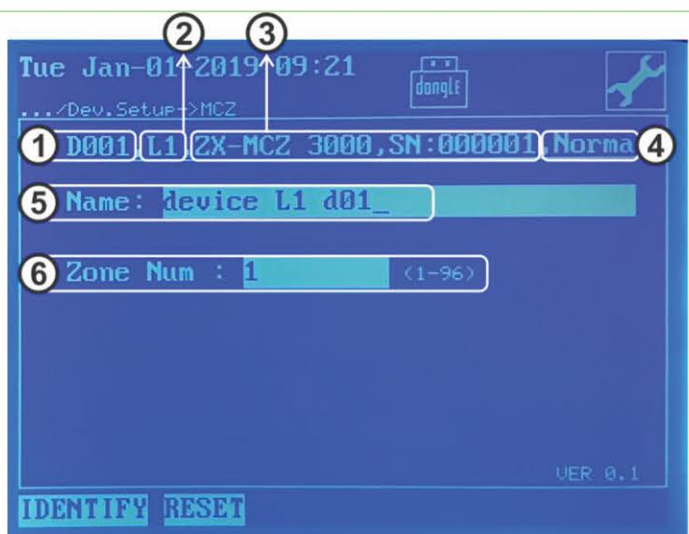 2 3
Tue Jan-01-2019 09:21
dongle
.../Dev.Setup->MCZ
1 D001, L1, ZX-MCZ 3000,SN:000001,Norma 4
5 Name: device L1 d01_
6 Zone Num : 1 (1-96)
VER 0.1
IDENTIFY RESET